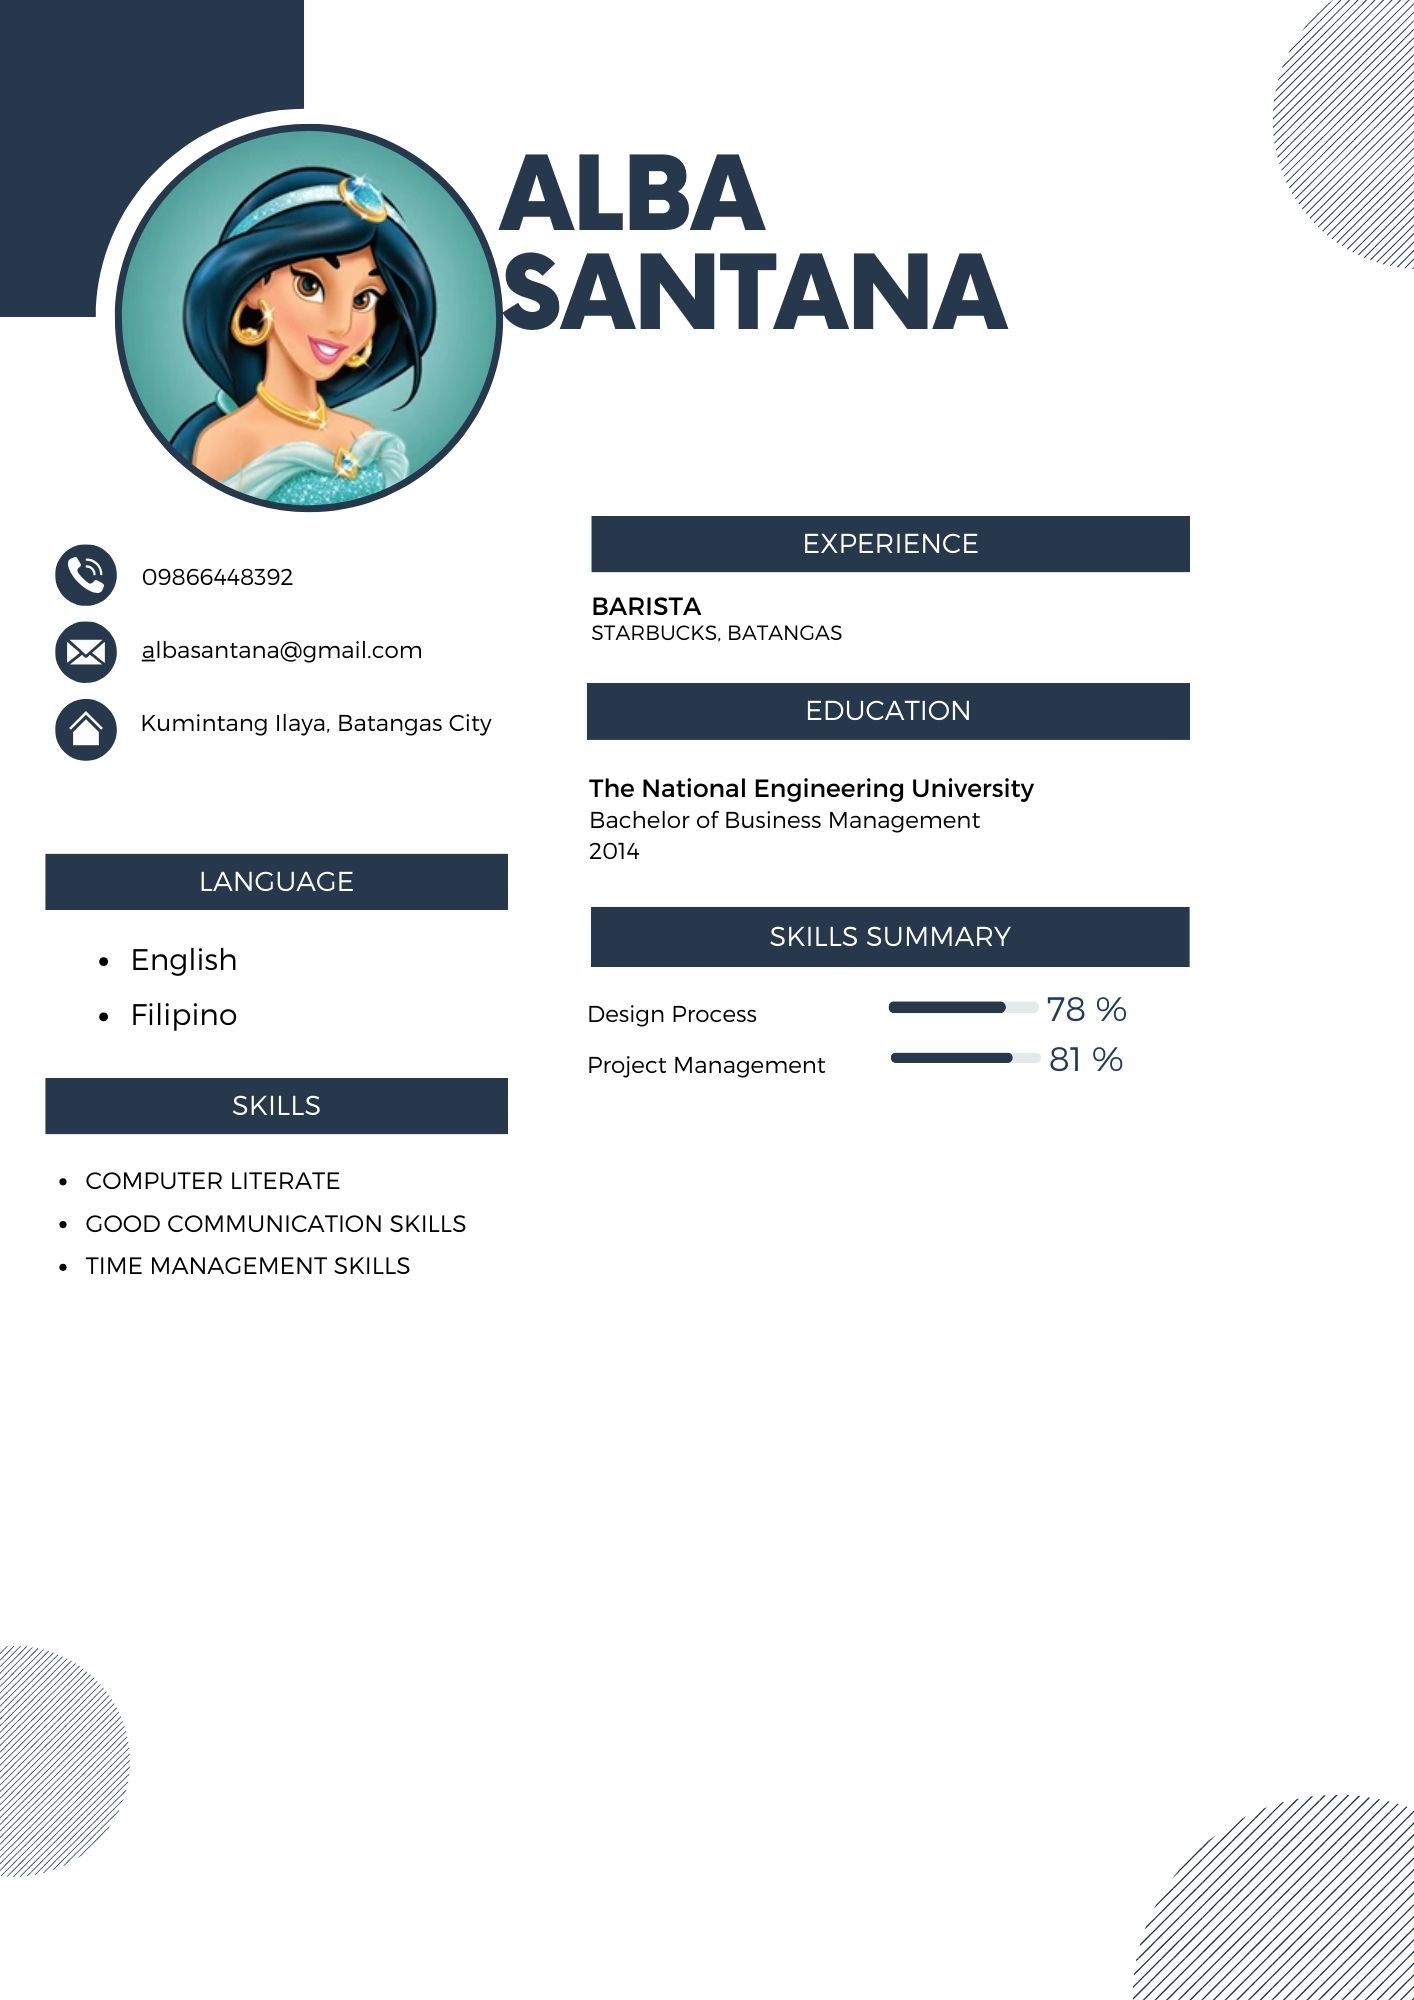 ALBA
SANTANA
09866448392
albasantana@gmail.com
Kumintang Ilaya, Batangas City
LANGUAGE
• English
• Filipino
SKILLS
• COMPUTER LITERATE
• GOOD COMMUNICATION SKILLS
• TIME MANAGEMENT SKILLS
EXPERIENCE
BARISTA
STARBUCKS, BATANGAS
EDUCATION
The National Engineering University
Bachelor of Business Management
2014
SKILLS SUMMARY
Design Process 78 %
Project Management 81 %